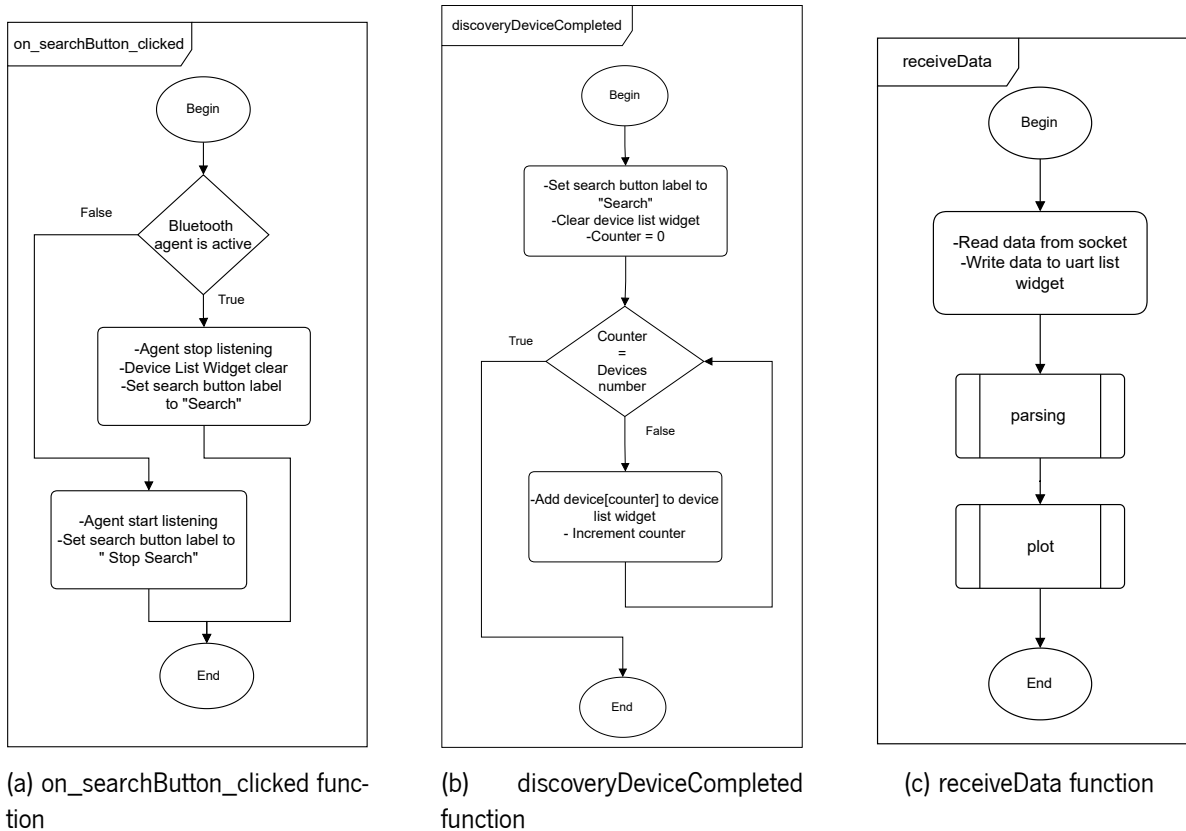 on_searchButton_clicked
Begin
False
Bluetooth
agent is active
True
-Agent stop listening
-Device List Widget clear
-Set search button label
to "Search"
-Agent start listening
-Set search button label to
" Stop Search"
End
(a) on_searchButton_clicked func-
tion
discoveryDeviceCompleted
Begin
-Set search button label to
"Search"
-Clear device list widget
-Counter = 0
True
Counter
=
Devices
number
False
-Add device[counter] to device
list widget
- Increment counter
End
(b) discoveryDeviceCompleted
function
receiveData
Begin
-Read data from socket
-Write data to uart list
widget
parsing
plot
End
(c) receiveData function